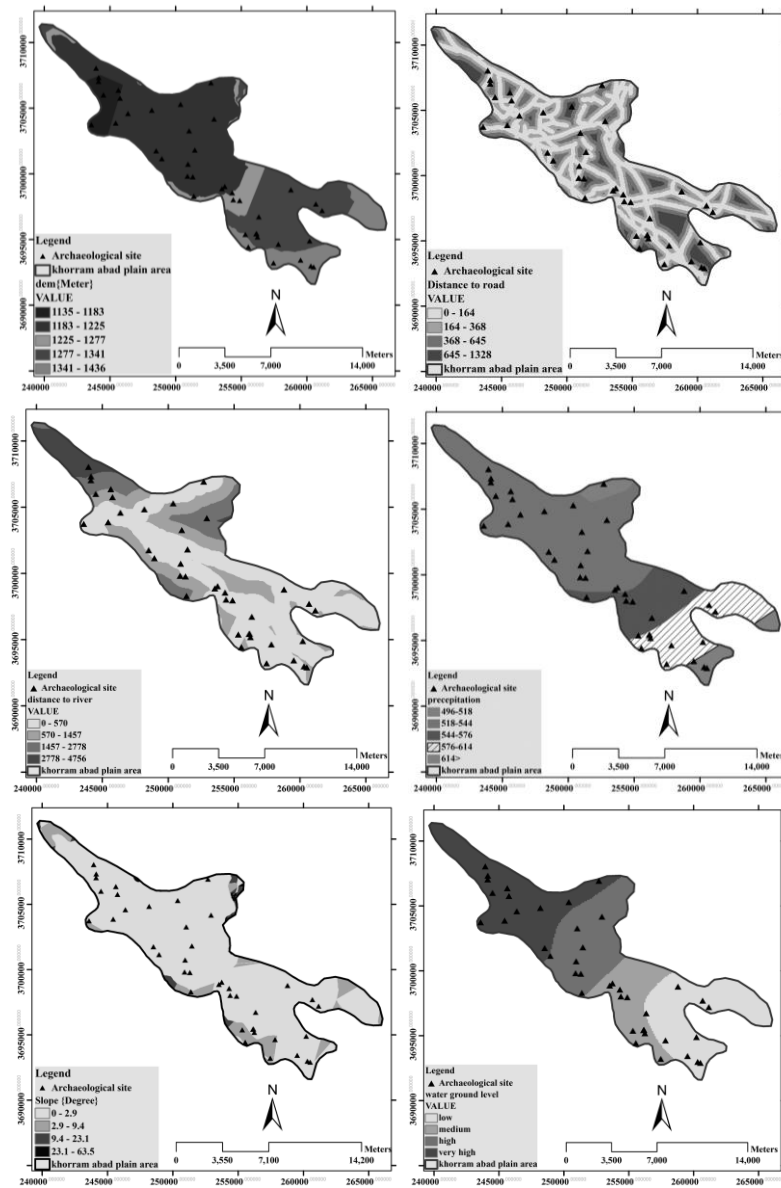 3710000
3705000
3700000
3695000
3690000
Legend
Archaeological site
khorram abad plain area
dem{Meter}
VALUE
1135 - 1183
1183 - 1225
1225 - 1277
1277 - 1341
1341 - 1436
N
Meters
0 3,500 7,000 14,000
240000 245000 250000 255000 260000 265000
3710000
3705000
3700000
3695000
3690000
Legend
Archaeological site
Distance to road
VALUE
0 - 164
164 - 368
368 - 645
645 - 1328
khorram abad plain area
N
Meters
0 3,500 7,000 14,000
240000 245000 250000 255000 260000 265000
3710000
3705000
3700000
3695000
3690000
Legend
Archaeological site
distance to river
VALUE
0 - 570
570 - 1457
1457 - 2778
2778 - 4756
khorram abad plain area
N
Meters
0 3,500 7,000 14,000
240000 245000 250000 255000 260000 265000
3710000
3705000
3700000
3695000
3690000
Legend
Archaeological site
precepitation
496-518
518-544
544-576
576-614
614>
khorram abad plain area
N
Meters
0 3,500 7,000 14,000
240000 245000 250000 255000 260000 265000
3710000
3705000
3700000
3695000
3690000
Legend
Archaeological site
khorram abad plain area
Slope {Degree}
0 - 2.9
2.9 - 9.4
9.4 - 23.1
23.1 - 63.5
N
Meters
0 3,550 7,100 14,200
240000 245000 250000 255000 260000 265000
3710000
3705000
3700000
3695000
3690000
Legend
Archaeological site
water ground level
VALUE
low
medium
high
very high
khorram abad plain area
N
Meters
0 3,500 7,000 14,000
240000 245000 250000 255000 260000 265000